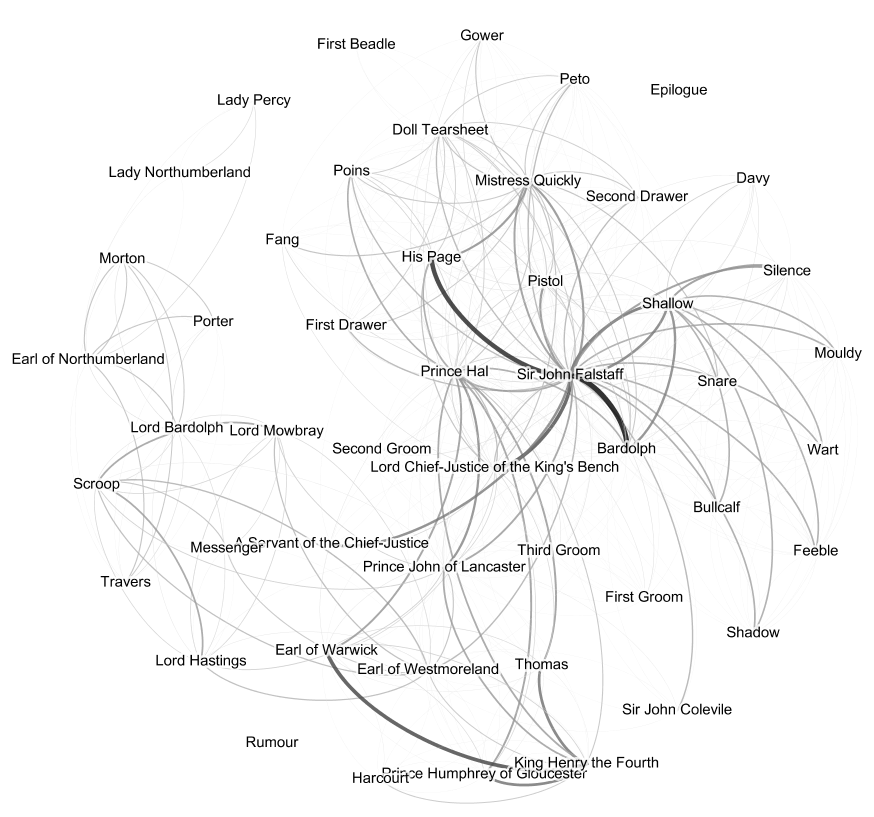 Gower
First Beadle
Peto
Epilogue
Lady Percy
Doll Tearsheet
Poins
Lady Northumberland
Mistress Quickly
Davy
Second Drawer
Fang
His Page
Morton
Silence
Pistol
Shallow
Porter
First Drawer
Mouldy
Earl of Northumberland
Prince Hal
Sir John Falstaff
Snare
Lord Bardolph
Lord Mowbray
Second Groom
Bardolph
Wart
Lord Chief-Justice of the King's Bench
Scroop
Bullcalf
A Servant of the Chief-Justice
Messenger
Third Groom
Feeble
Prince John of Lancaster
Travers
First Groom
Shadow
Earl of Warwick
Lord Hastings
Earl of Westmoreland
Thomas
Sir John Colevile
Rumour
King Henry the Fourth
Prince Humphrey of Gloucester
Harcourt